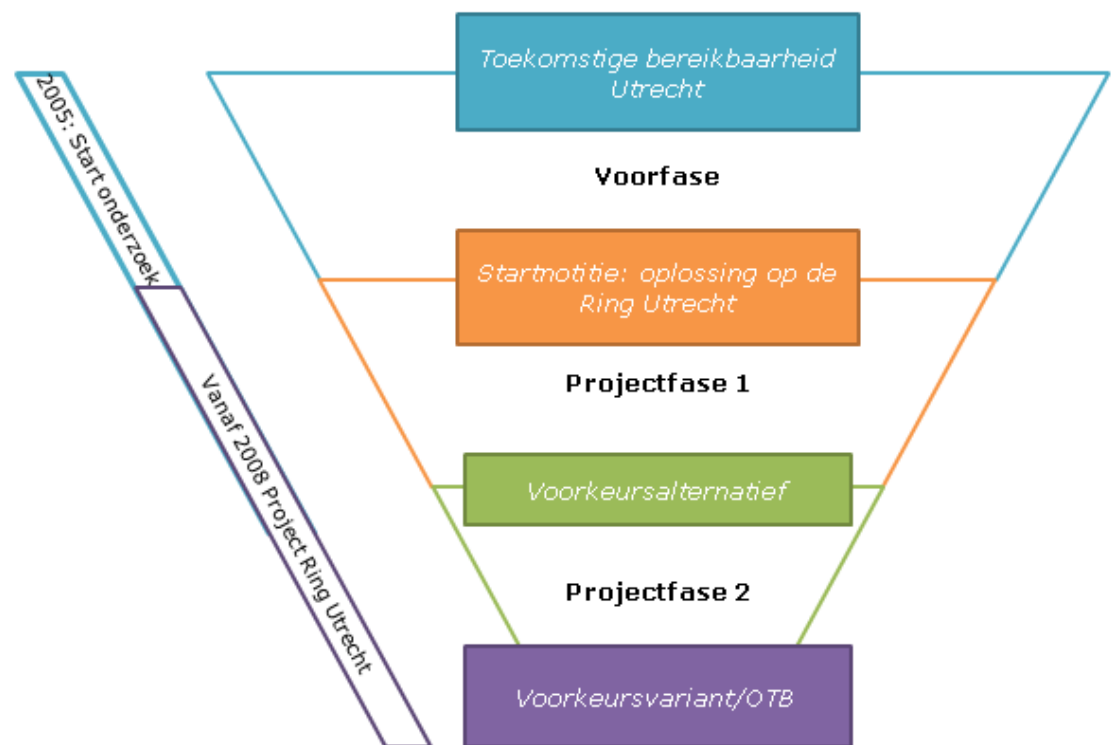 Toekomstige bereikbaarheid
Utrecht
2005: Start onderzoek
Voorfase
Startnotitie: oplossing op de
Ring Utrecht
Projectfase 1
Vanaf 2008 Project Ring Utrecht
Voorkeursalternatief
Projectfase 2
Voorkeursvariant/OTB